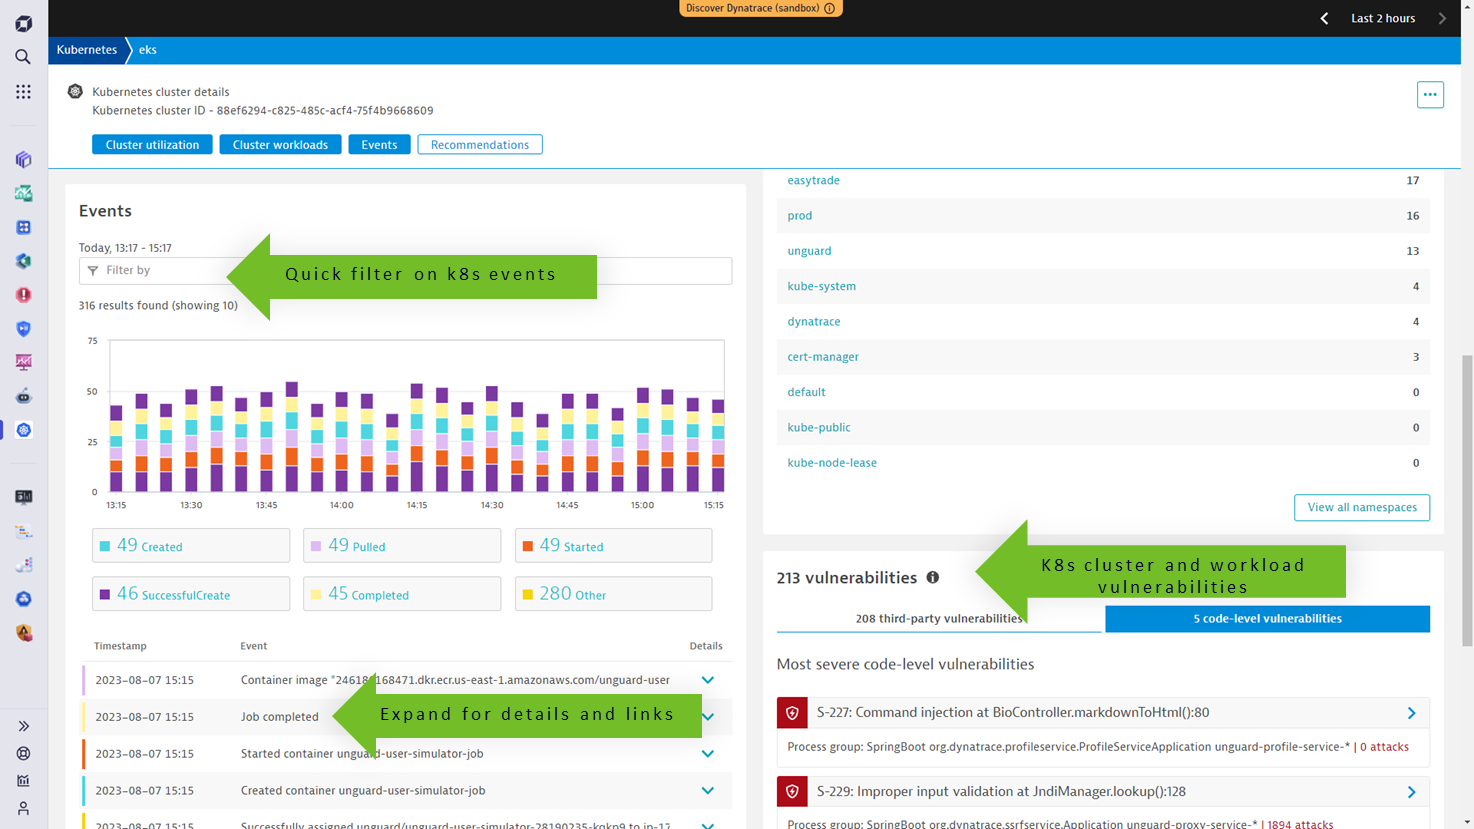 Discover Dynatrace (sandbox)
Last 2 hours
Kubernetes
eks
Kubernetes cluster details
Kubernetes cluster ID - 88ef6294-c825-485c-acf4-75f4b9668609
Cluster utilization
Cluster workloads
Events
Recommendations
Events
Today, 13:17 - 15:17
Filter by
Quick filter on k8s events
316 results found (showing 10)
75
50
25
0
13:15
13:30
13:45
14:00
14:15
14:30
14:45
15:00
15:15
49 Created
49 Pulled
49 Started
46 SuccessfulCreate
45 Completed
280 Other
Timestamp
Event
Details
2023-08-07 15:15
Container image "24618 168471.dkr.ecr.us-east-1.amazonaws.com/unguard-user
2023-08-07 15:15
Job completed
Expand for details and links
2023-08-07 15:15
Started container unguard-user-simulator-job
2023-08-07 15:15
Created container unguard-user-simulator-job
2023-08-07 15:15
Successfully assigned unguard/unguard-user-simulator-28190235-kqkp9 to ip-17
easytrade
17
prod
16
unguard
13
kube-system
4
dynatrace
4
cert-manager
3
default
0
kube-public
0
kube-node-lease
0
View all namespaces
213 vulnerabilities
K8s cluster and workload
vulnerabilities
208 third-party vulnerabilities
5 code-level vulnerabilities
Most severe code-level vulnerabilities
S-227: Command injection at BioController.markdownToHtml():80
Process group: SpringBoot org.dynatrace.profileservice.ProfileServiceApplication unguard-profile-service-* | 0 attacks
S-229: Improper input validation at JndiManager.lookup():128
Process group: SpringBoot org.dynatrace.ssrfservice.Application unguard-proxy-service-* | 1894 attacks